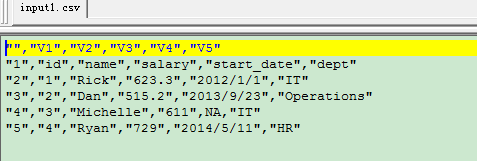 input1.csv
"","V1","V2","V3","V4","V5"
"1","id","name","salary","start_date","dept"
"2","1","Rick","623.3","2012/1/1","IT"
"3","2","Dan","515.2","2013/9/23","Operations"
"4","3","Michelle","611",NA,"IT"
"5","4","Ryan","729","2014/5/11","HR"